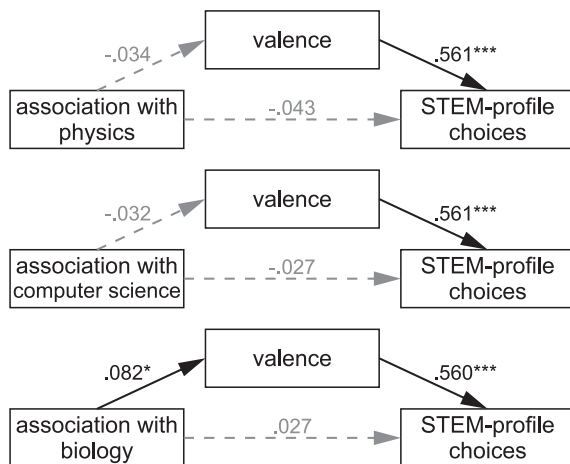 valence
-.034
.561***
association with
physics
-.043
STEM-profile
choices
valence
-.032
.561***
association with
computer science
-.027
STEM-profile
choices
valence
.082*
.560***
association with
biology
.027
STEM-profile
choices